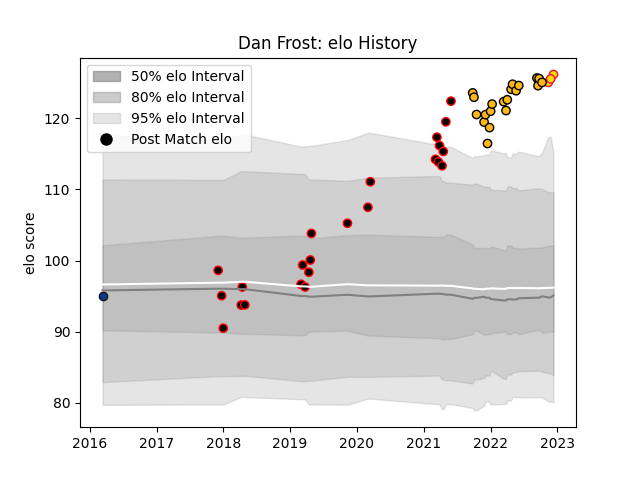 Dan Frost: elo History
50% elo Interval
80% elo Interval
95% elo Interval
Post Match elo
elo score
120
110
100
90
80
2016
2017
2018
2019
2020
2021
2022
2023